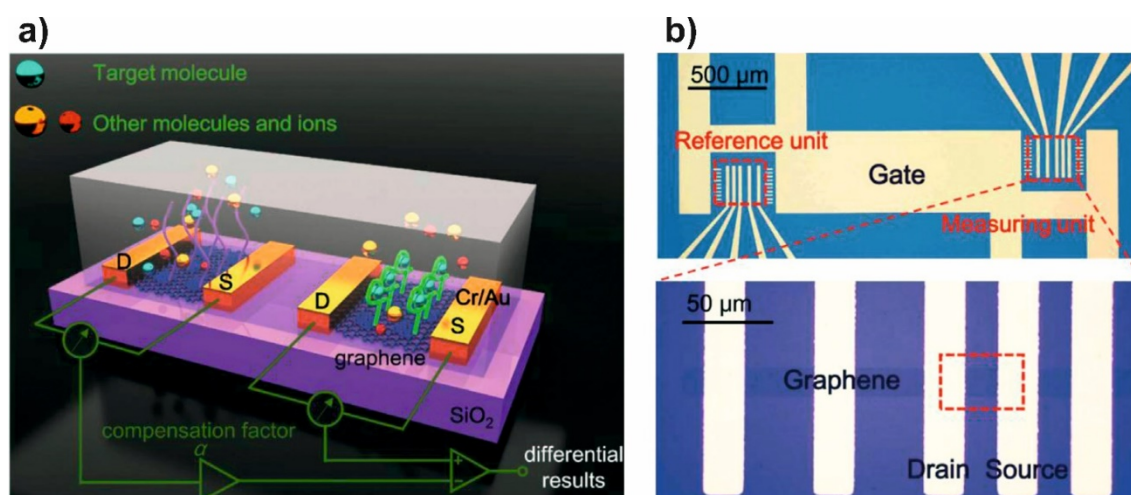 a)
Target molecule
Other molecules and ions
D
S
D
Cr/Au
S
graphene
SiO₂
compensation factor
α
+
−
differential
results
b)
500 μm
Reference unit
Gate
Measuring unit
50 μm
Graphene
Drain Source